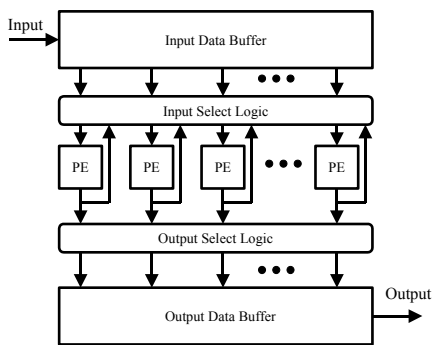 Input
Input Data Buffer
Input Select Logic
PE PE PE PE
Output Select Logic
Output
Output Data Buffer